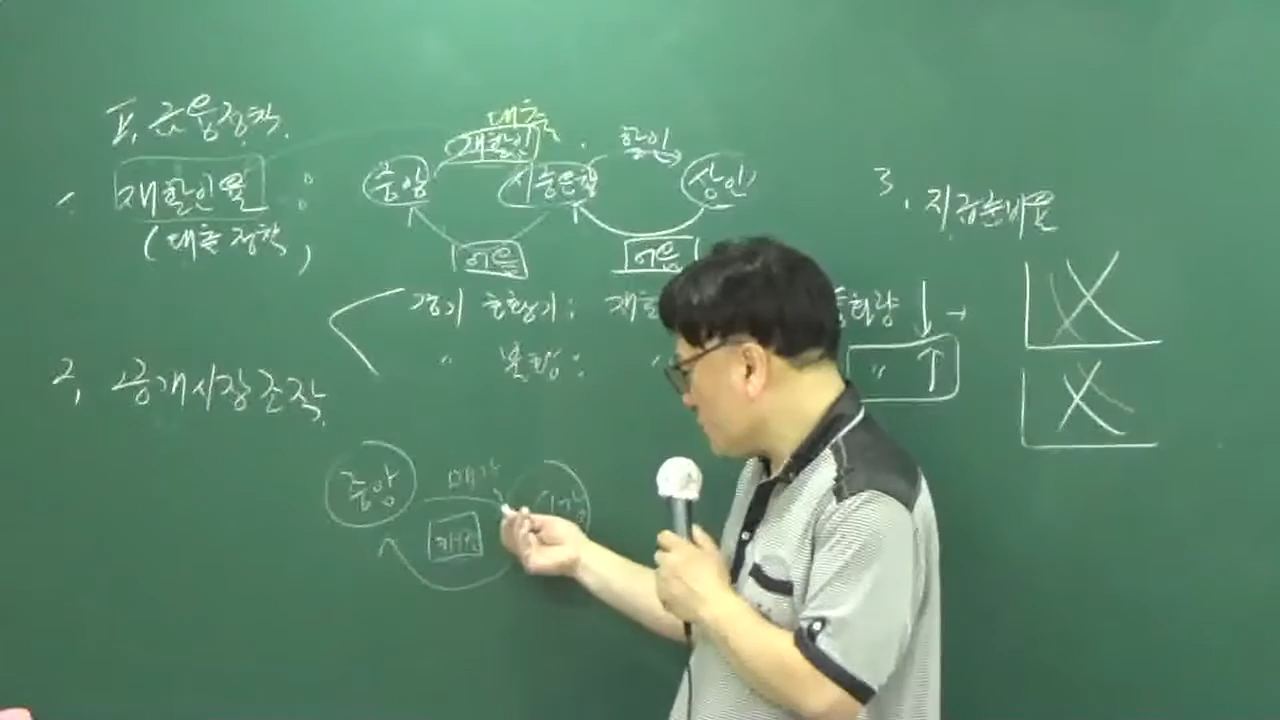 Ⅱ. 금융정책.
1. 재할인율 :
(대출정책)
대출
재할인
할인
중앙
시중은행
상인
어음
어음
경기 호황기 : 재할 통화량 ↓ →
〃 불황 : 〃 〃 ↑
2. 공개시장조작
중앙
매각
시장
채권
3. 지급준비율